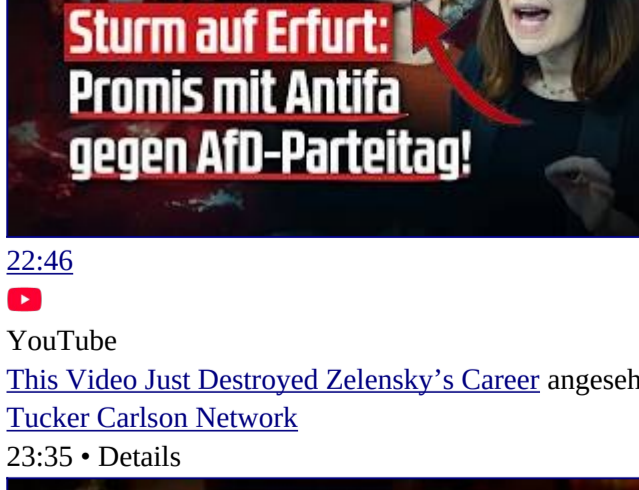 Sturm auf Erfurt:
Promis mit Antifa
gegen AfD-Parteitag!
22:46
YouTube
This Video Just Destroyed Zelensky’s Career angeseh
Tucker Carlson Network
23:35 • Details